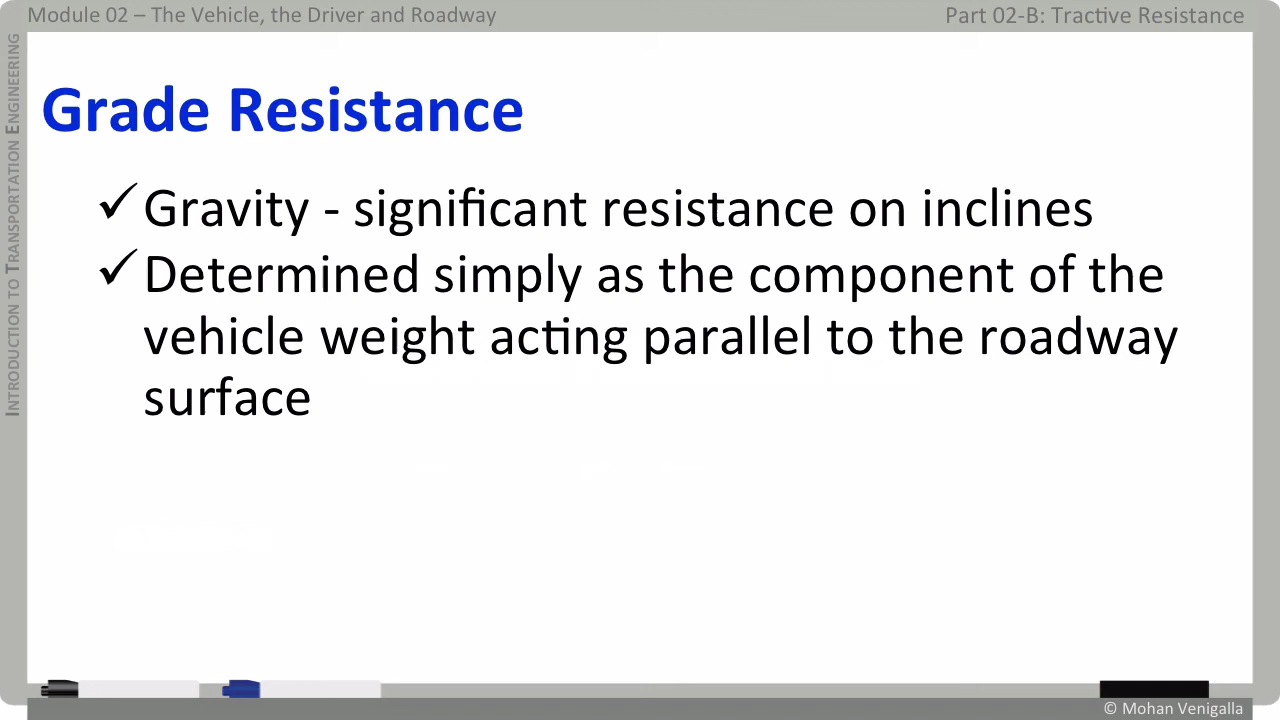 Module 02 – The Vehicle, the Driver and Roadway
Part 02-B: Tractive Resistance
INTRODUCTION TO TRANSPORTATION ENGINEERING
Grade Resistance
✓ Gravity - significant resistance on inclines
✓ Determined simply as the component of the
vehicle weight acting parallel to the roadway
surface
© Mohan Venigalla